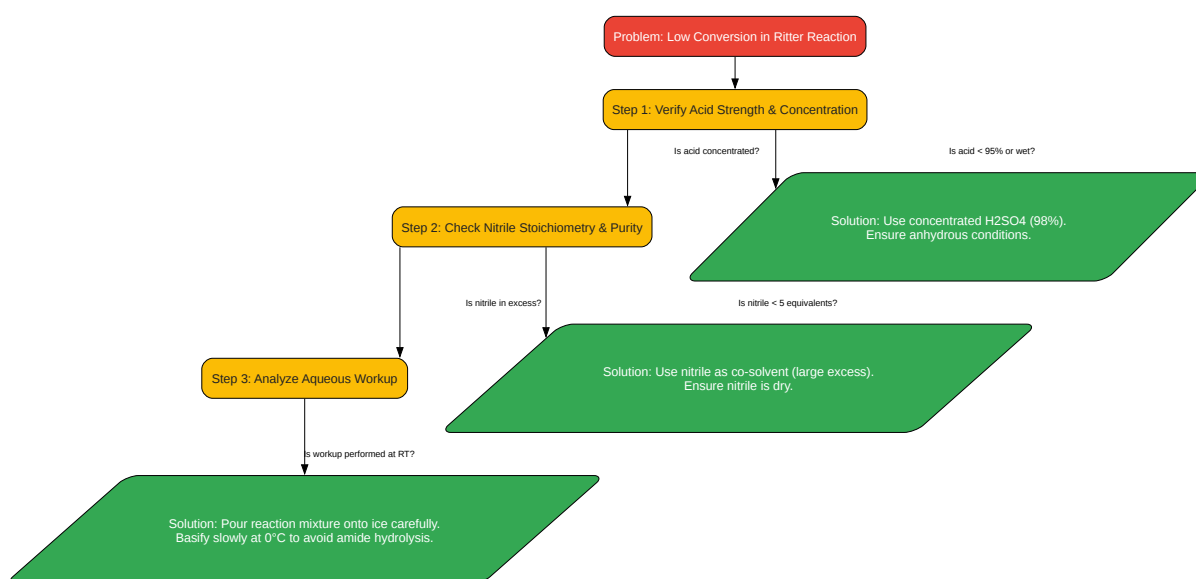 Problem: Low Conversion in Ritter Reaction
Step 1: Verify Acid Strength & Concentration
Is acid concentrated?
Is acid < 95% or wet?
Solution: Use concentrated H2SO4 (98%).
Ensure anhydrous conditions.
Step 2: Check Nitrile Stoichiometry & Purity
Is nitrile in excess?
Is nitrile < 5 equivalents?
Solution: Use nitrile as co-solvent (large excess).
Ensure nitrile is dry.
Step 3: Analyze Aqueous Workup
Is workup performed at RT?
Solution: Pour reaction mixture onto ice carefully.
Basify slowly at 0°C to avoid amide hydrolysis.